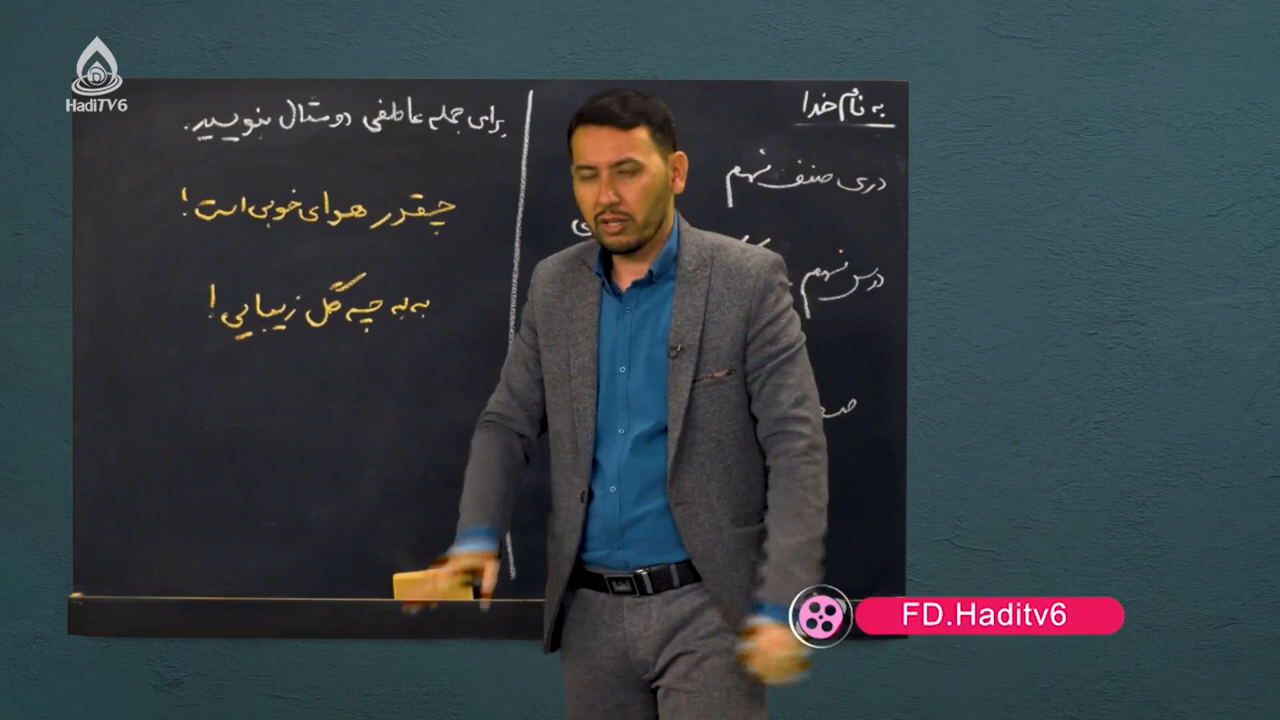 HadiTV6
به نام خدا
دری صنف نهم
درس نهم
برای جمله عاطفی دو مثال بنویسید.
چقدر هوای خوبی است!
به به چه گل زیبایی!
FD.Haditv6